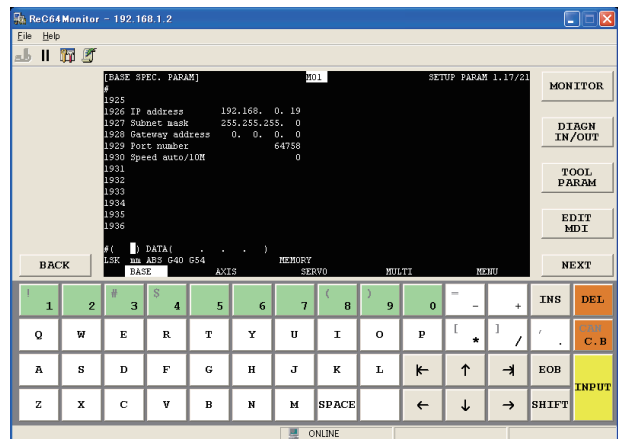 ReC64Monitor - 192.168.1.2
File Help
[BASE SPEC. PARAM] M01 SETUP PARAM 1.17/21
#
1925
1926 IP address 192.168. 0. 19
1927 Subnet mask 255.255.255. 0
1928 Gateway address 0. 0. 0. 0
1929 Port number 64758
1930 Speed auto/10M 0
1931
1932
1933
1934
1935
1936
#( ) DATA( . . . )
LSK mm ABS G40 G54 MEMORY
BASE AXIS SERVO MULTI MENU
MONITOR
DIAGN
IN/OUT
TOOL
PARAM
EDIT
MDI
BACK
NEXT
! 1 2 # 3 $ 4 5 6 7 ( 8 ) 9 0 = - + INS DEL
Q W E R T Y U I O P [ * ] / , . CAN C.B
A S D F G H J K L |← ↑ →| EOB INPUT
Z X C V B N M SPACE ← ↓ → SHIFT
ONLINE